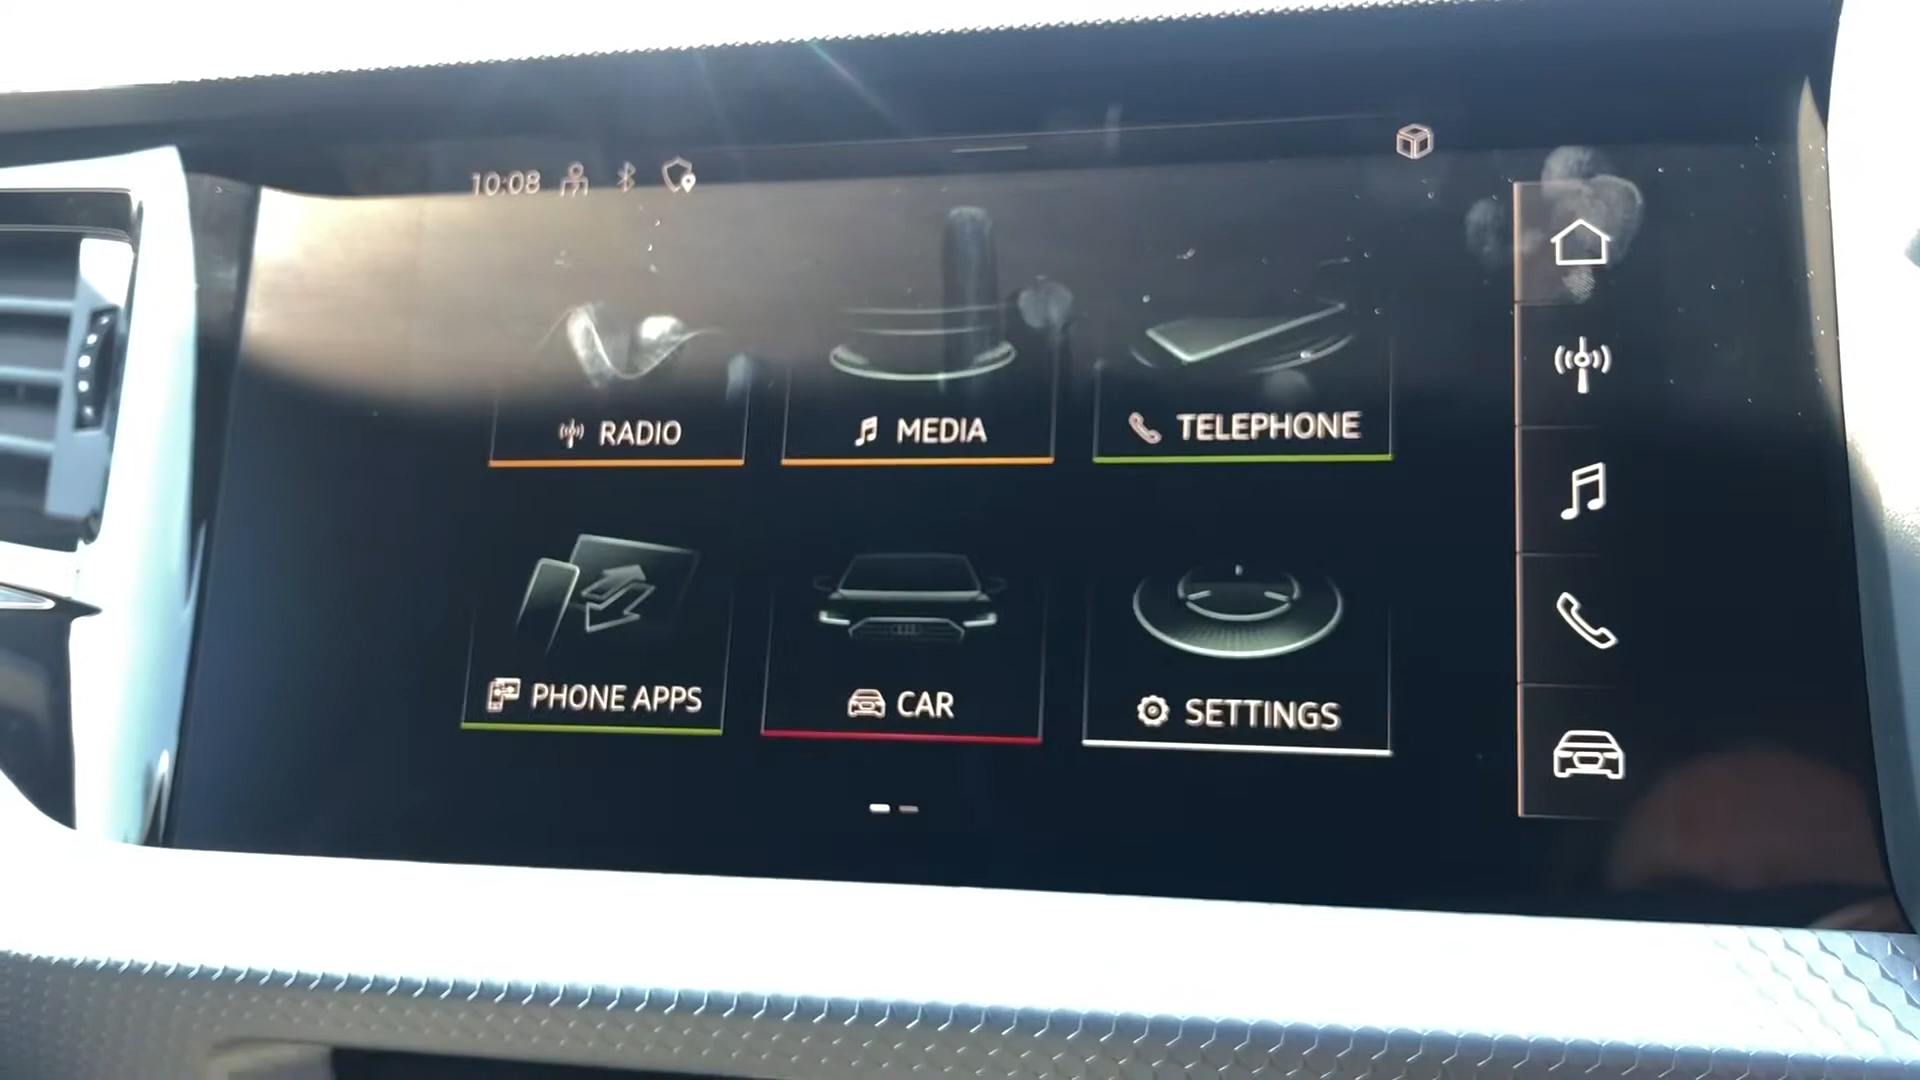 10:08
RADIO
MEDIA
TELEPHONE
PHONE APPS
CAR
SETTINGS